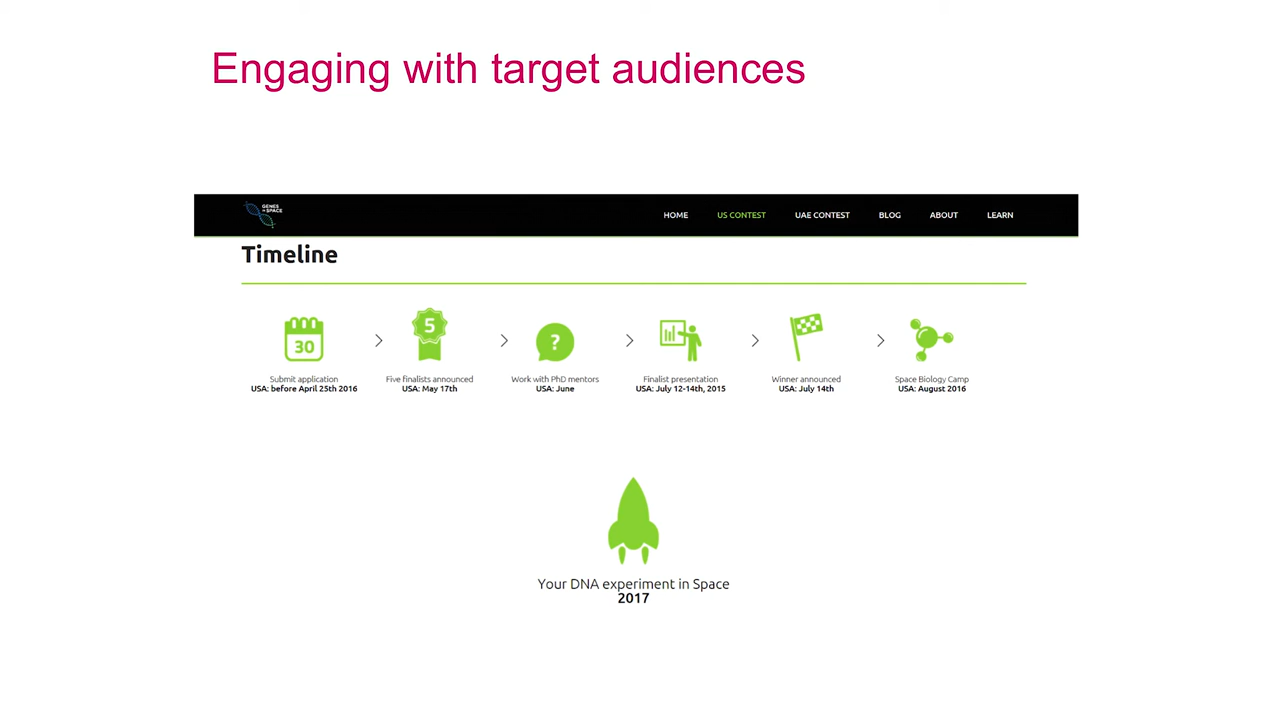 Engaging with target audiences
GENES
IN SPACE
HOME US CONTEST UAE CONTEST BLOG ABOUT LEARN
Timeline
30
5
?
Submit application
USA: before April 25th 2016
Five finalists announced
USA: May 17th
Work with PhD mentors
USA: June
Finalist presentation
USA: July 12-14th, 2015
Winner announced
USA: July 14th
Space Biology Camp
USA: August 2016
Your DNA experiment in Space
2017